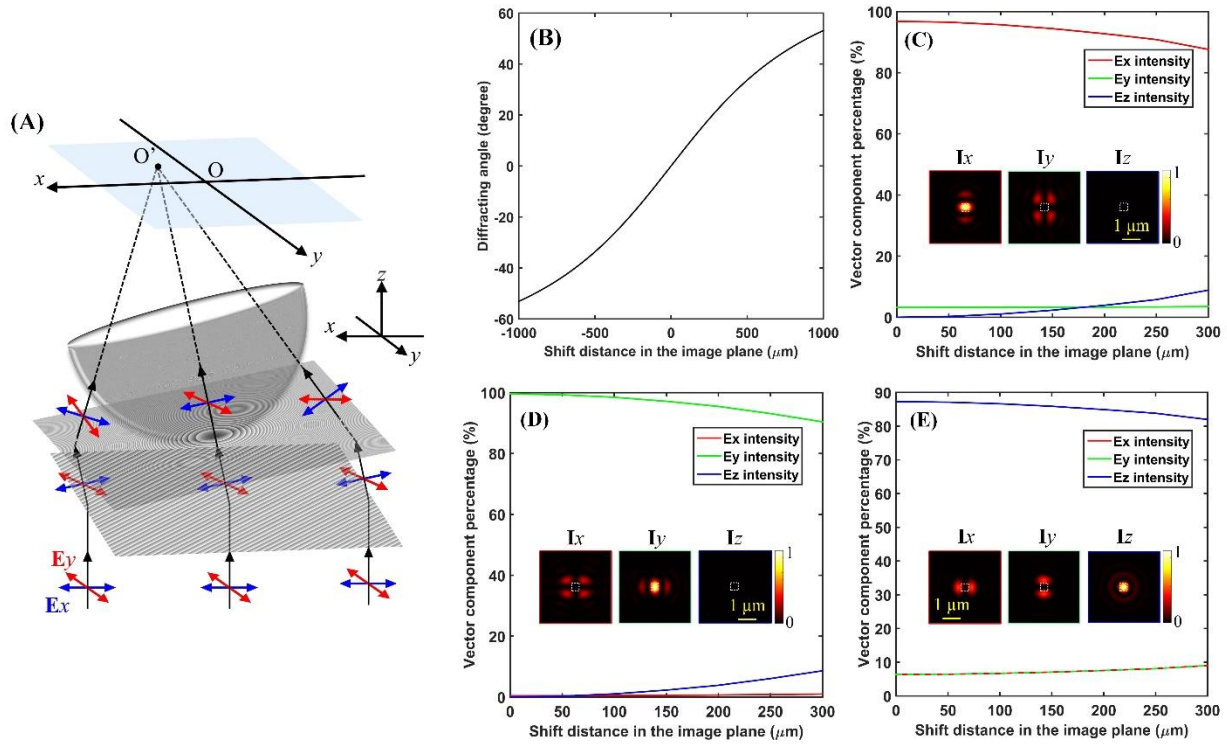 (A)
O'
O
x
y
z
x
y
Ey
Ex
(B)
60
40
20
0
-20
-40
-60
Diffracting angle (degree)
-1000 -500 0 500 1000
Shift distance in the image plane (μm)
(C)
100
80
60
40
20
0
Vector component percentage (%)
Ex intensity
Ey intensity
Ez intensity
Ix Iy Iz
1
1 μm
0
0 50 100 150 200 250 300
Shift distance in the image plane (μm)
(D)
100
80
60
40
20
0
Vector component percentage (%)
Ex intensity
Ey intensity
Ez intensity
Ix Iy Iz
1
1 μm
0
0 50 100 150 200 250 300
Shift distance in the image plane (μm)
(E)
90
80
70
60
50
40
30
20
10
0
Vector component percentage (%)
Ex intensity
Ey intensity
Ez intensity
Ix Iy Iz
1
1 μm
0
0 50 100 150 200 250 300
Shift distance in the image plane (μm)